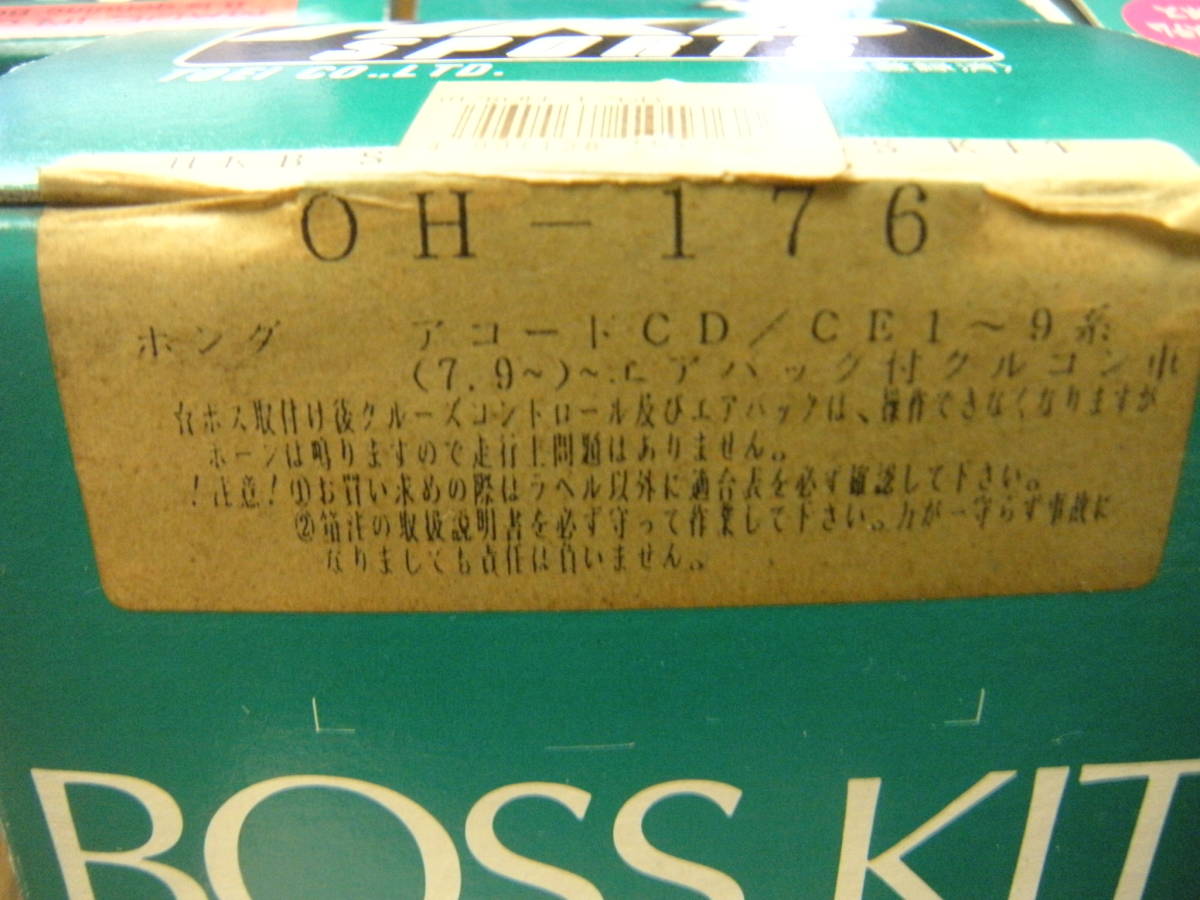 SPORTS
TOEI CO.,LTD.
HKB S KIT
OH-176
ホンダ アコードCD/CE1~9系
(7.9~)~エアバッグ付クルコン車
☆ボス取付け後クルーズコントロール及びエアバッグは、操作できなくなりますが
ホーンは鳴りますので走行上問題はありません。
!注意!①お買い求めの際はラベル以外に適合表を必ず確認して下さい。
②箱注の取扱説明書を必ず守って作業して下さい。万が一守らず事故に
なりましても責任は負いません。
BOSS KIT